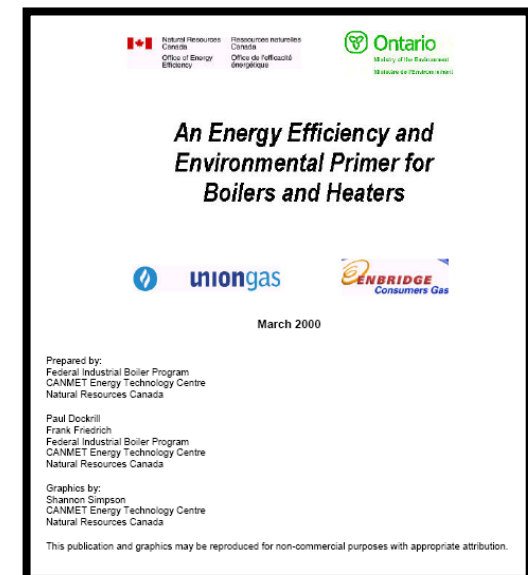 Natural Resources Canada
Ressources naturelles Canada
Office of Energy Efficiency
Office de l'efficacité énergétique
Ontario
Ministry of the Environment
Ministère de l'Environnement
An Energy Efficiency and
Environmental Primer for
Boilers and Heaters
uniongas
ENBRIDGE
Consumers Gas
March 2000
Prepared by:
Federal Industrial Boiler Program
CANMET Energy Technology Centre
Natural Resources Canada
Paul Dockrill
Frank Friedrich
Federal Industrial Boiler Program
CANMET Energy Technology Centre
Natural Resources Canada
Graphics by:
Shannon Simpson
CANMET Energy Technology Centre
Natural Resources Canada
This publication and graphics may be reproduced for non-commercial purposes with appropriate attribution.